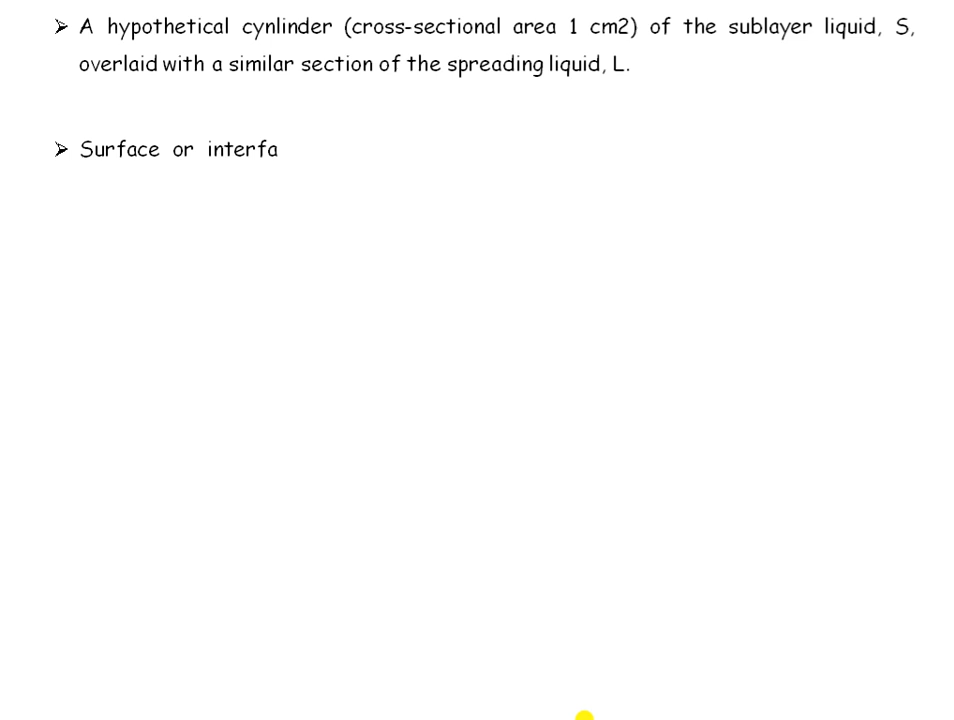 ➢ A hypothetical cynlinder (cross-sectional area 1 cm2) of the sublayer liquid, S,
overlaid with a similar section of the spreading liquid, L.
➢ Surface or interfa